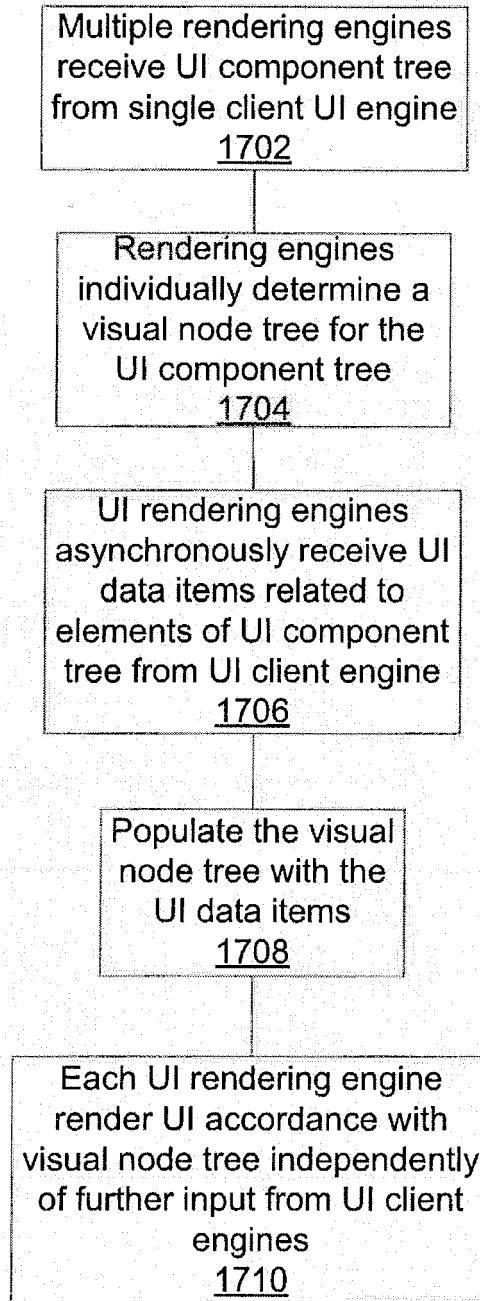 Multiple rendering engines
receive UI component tree
from single client UI engine
1702
Rendering engines
individually determine a
visual node tree for the
UI component tree
1704
UI rendering engines
asynchronously receive UI
data items related to
elements of UI component
tree from UI client engine
1706
Populate the visual
node tree with the
UI data items
1708
Each UI rendering engine
render UI accordance with
visual node tree independently
of further input from UI client
engines
1710